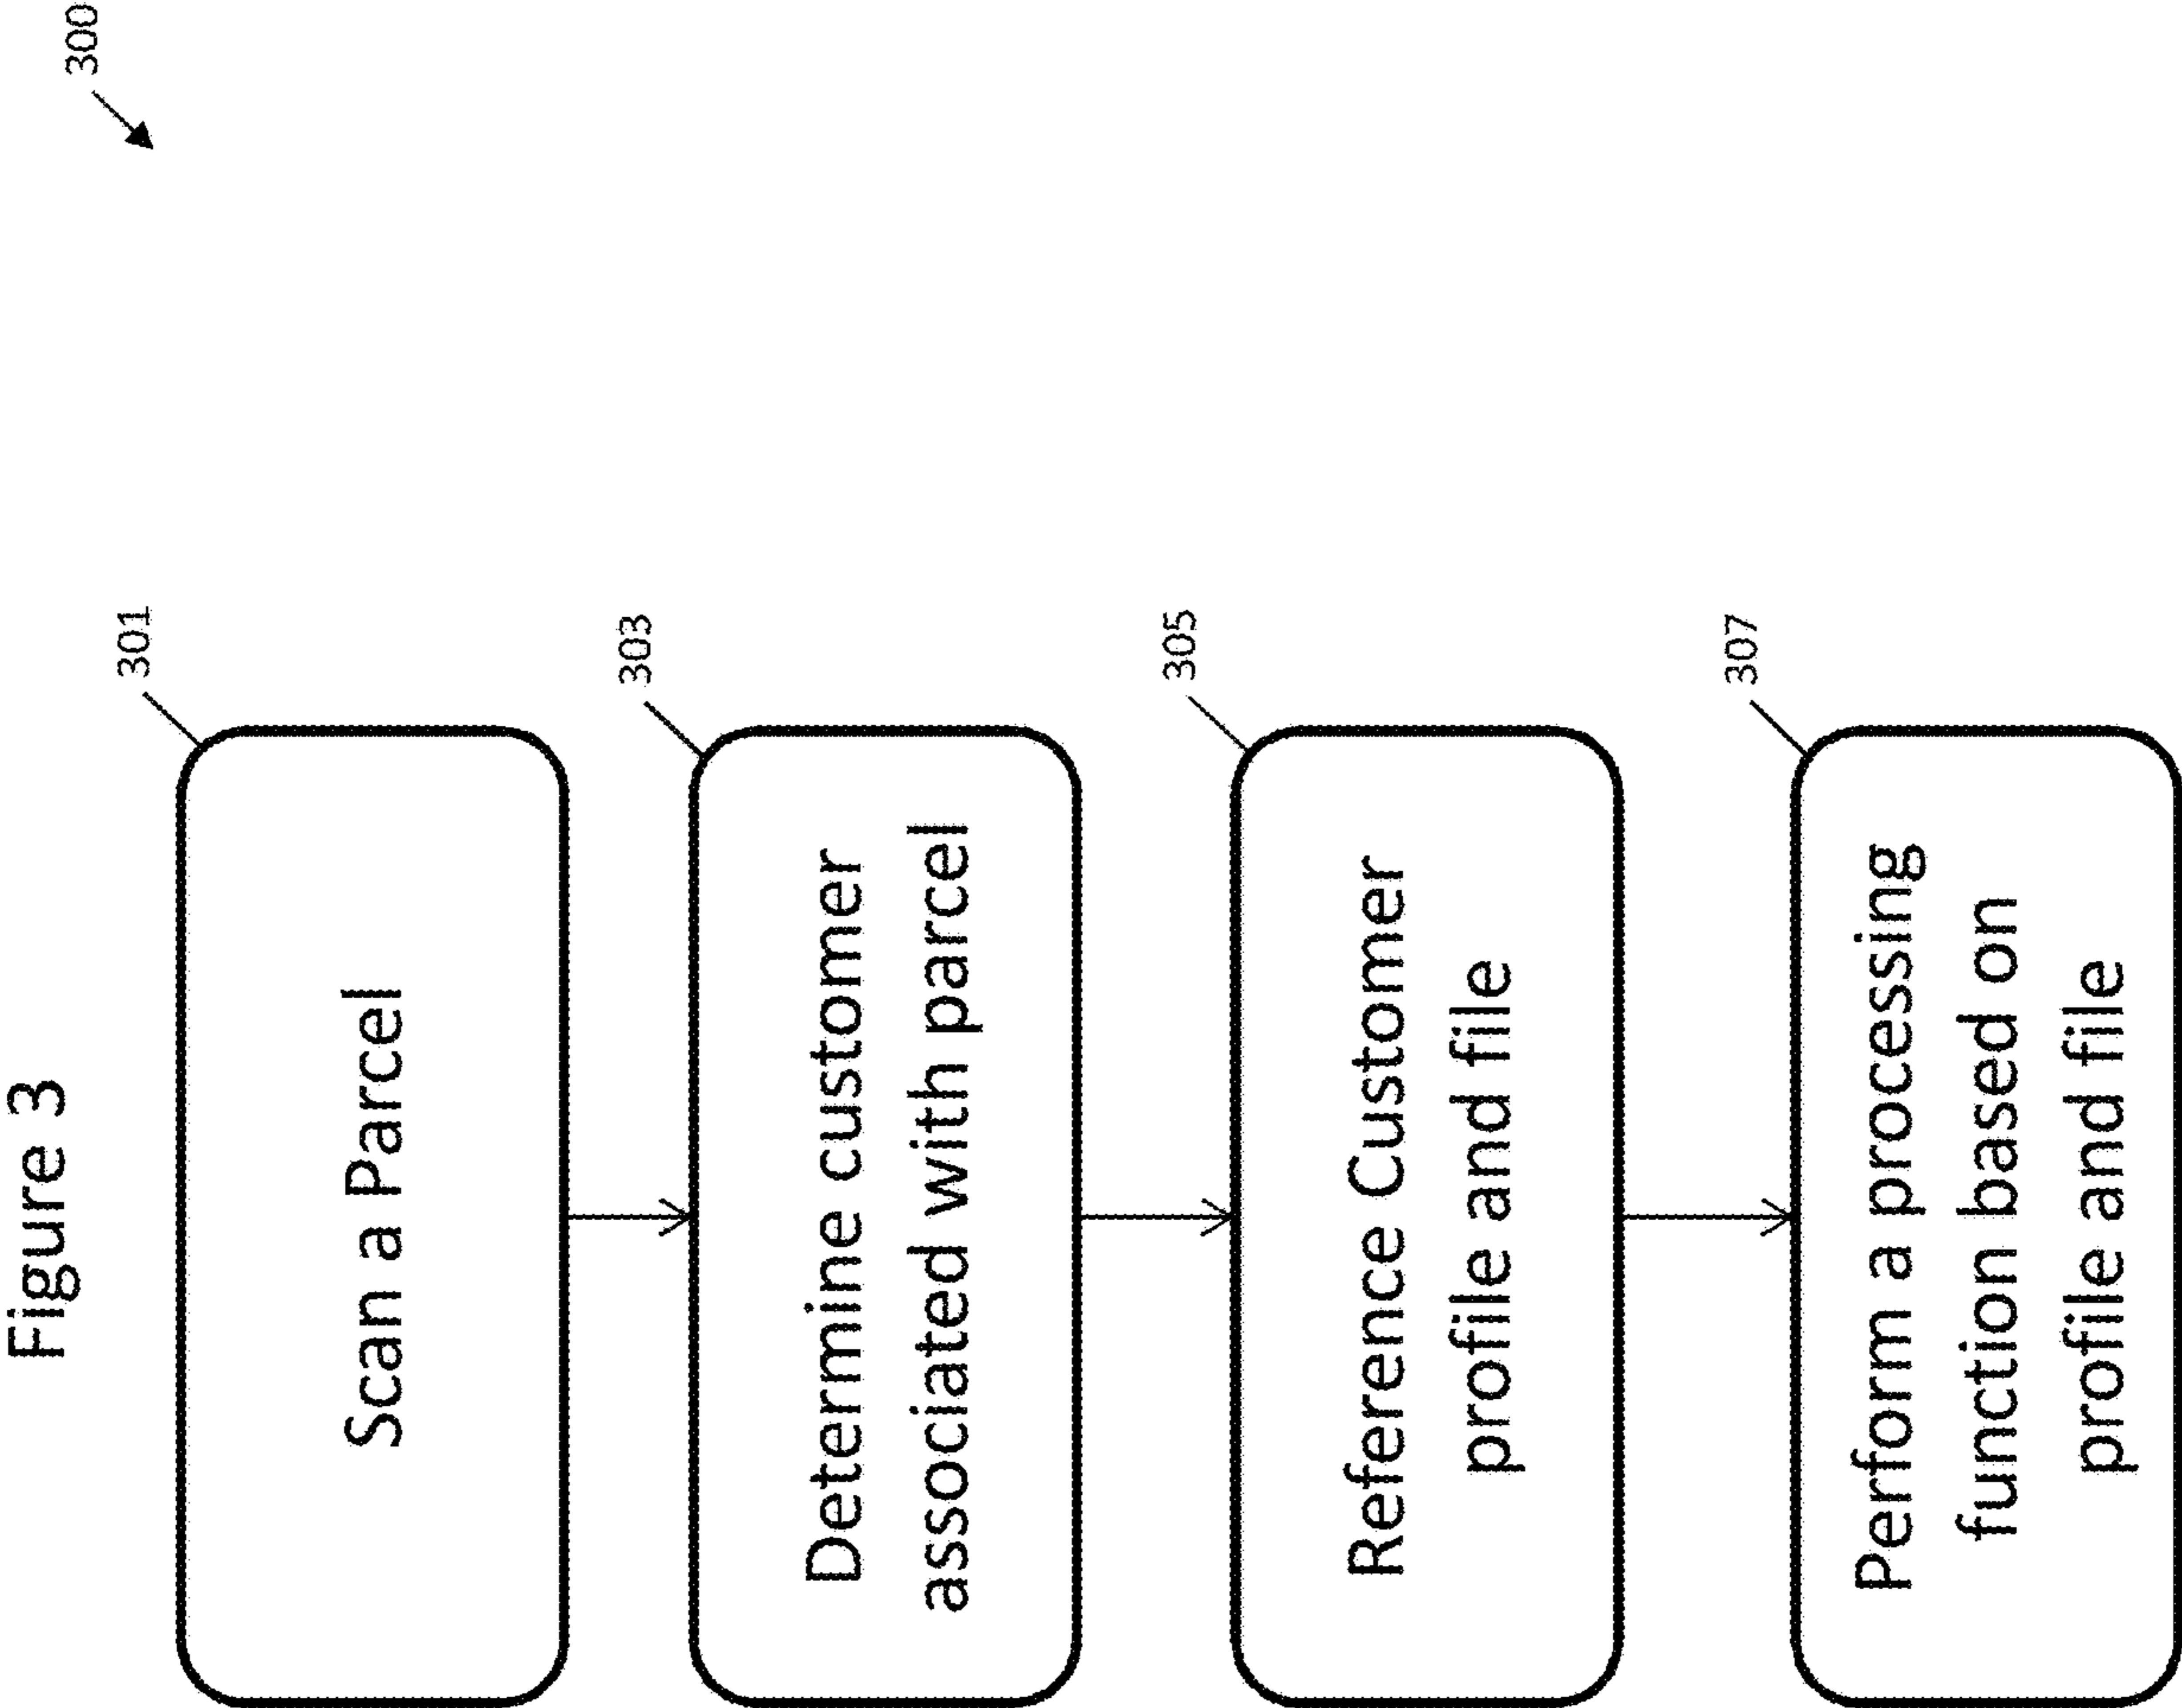 Figure 3
300
301
Scan a Parcel
303
Determine customer
associated with parcel
305
Reference Customer
profile and file
307
Perform a processing
function based on
profile and file